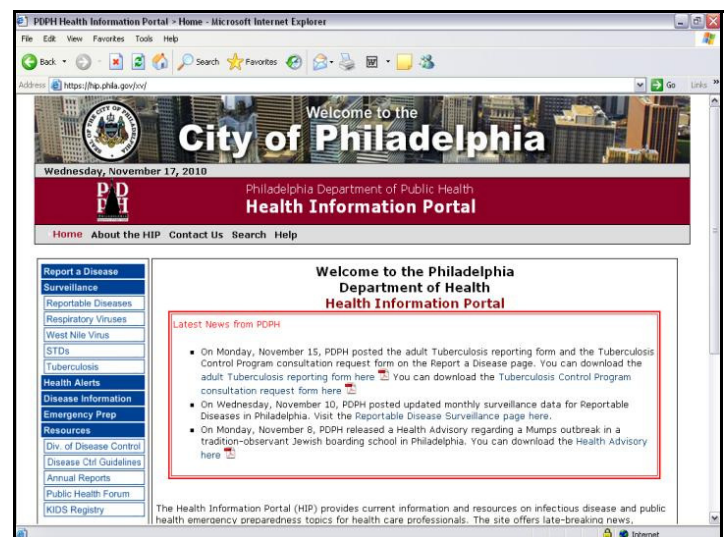 PDPH Health Information Portal > Home - Microsoft Internet Explorer
File Edit View Favorites Tools Help
Back Search Favorites
Address https://hip.phila.gov/xv/ Go Links »
Welcome to the
City of Philadelphia
Wednesday, November 17, 2010
PD
PH
Philadelphia Department of Public Health
Health Information Portal
Home About the HIP Contact Us Search Help
Report a Disease
Surveillance
Reportable Diseases
Respiratory Viruses
West Nile Virus
STDs
Tuberculosis
Health Alerts
Disease Information
Emergency Prep
Resources
Div. of Disease Control
Disease Ctrl Guidelines
Annual Reports
Public Health Forum
KIDS Registry
Welcome to the Philadelphia
Department of Health
Health Information Portal
Latest News from PDPH
On Monday, November 15, PDPH posted the adult Tuberculosis reporting form and the Tuberculosis
Control Program consultation request form on the Report a Disease page. You can download the
adult Tuberculosis reporting form here You can download the Tuberculosis Control Program
consultation request form here
On Wednesday, November 10, PDPH posted updated monthly surveillance data for Reportable
Diseases in Philadelphia. Visit the Reportable Disease Surveillance page here.
On Monday, November 8, PDPH released a Health Advisory regarding a Mumps outbreak in a
tradition-observant Jewish boarding school in Philadelphia. You can download the Health Advisory
here
The Health Information Portal (HIP) provides current information and resources on infectious disease and public
health emergency preparedness topics for health care professionals. The site offers late-breaking news,
Internet